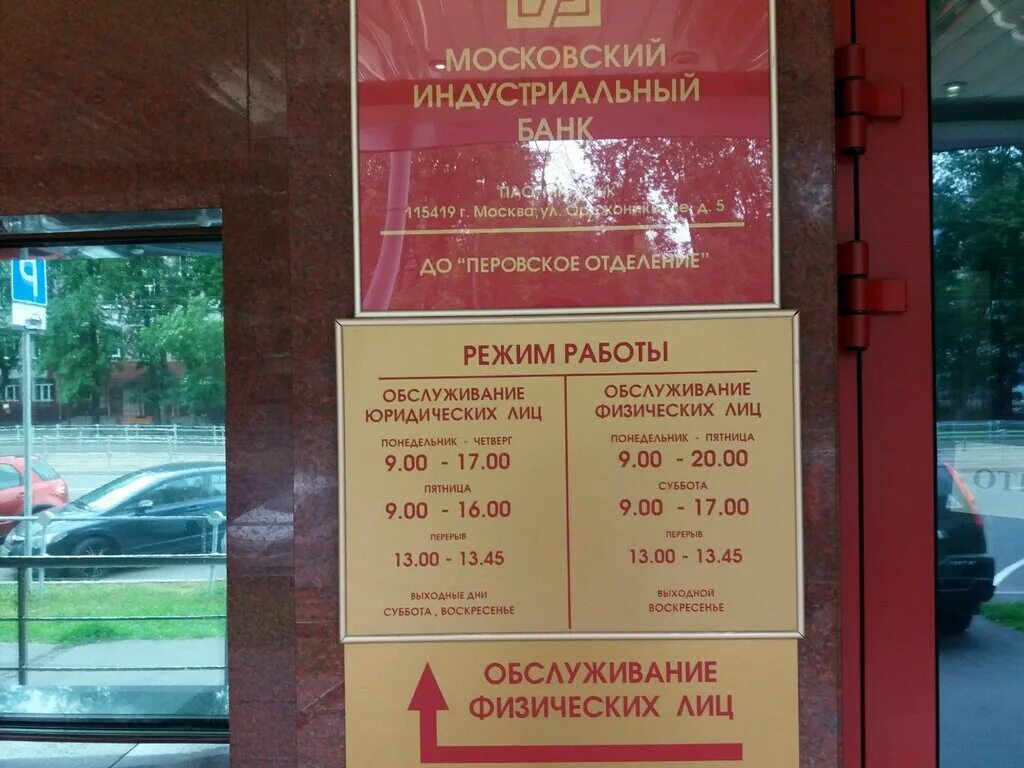 МОСКОВСКИЙ
ИНДУСТРИАЛЬНЫЙ
БАНК
ПАО
115419 г. Москва, ул. д. 5
ДО "ПЕРОВСКОЕ ОТДЕЛЕНИЕ"
РЕЖИМ РАБОТЫ
ОБСЛУЖИВАНИЕ
ЮРИДИЧЕСКИХ ЛИЦ
ПОНЕДЕЛЬНИК - ЧЕТВЕРГ
9.00 - 17.00
ПЯТНИЦА
9.00 - 16.00
ПЕРЕРЫВ
13.00 - 13.45
ВЫХОДНЫЕ ДНИ
СУББОТА , ВОСКРЕСЕНЬЕ
ОБСЛУЖИВАНИЕ
ФИЗИЧЕСКИХ ЛИЦ
ПОНЕДЕЛЬНИК - ПЯТНИЦА
9.00 - 20.00
СУББОТА
9.00 - 17.00
ПЕРЕРЫВ
13.00 - 13.45
ВЫХОДНОЙ
ВОСКРЕСЕНЬЕ
ОБСЛУЖИВАНИЕ
ФИЗИЧЕСКИХ ЛИЦ
P